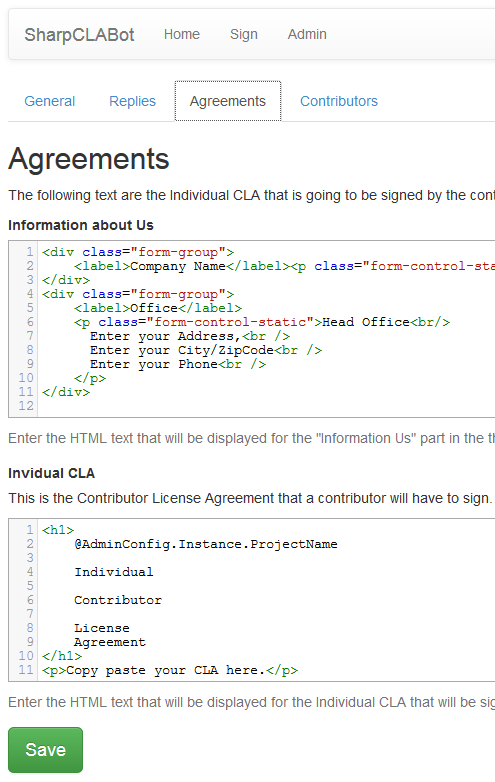 SharpCLABot Home Sign Admin
General Replies Agreements Contributors
Agreements
The following text are the Individual CLA that is going to be signed by the
Information about Us
1 <div class="form-group">
2 <label>Company Name</label><p class="form-control-sta
3 </div>
4 <div class="form-group">
5 <label>Office</label>
6 <p class="form-control-static">Head Office<br/>
7 Enter your Address,<br />
8 Enter your City/ZipCode<br />
9 Enter your Phone<br />
10 </p>
11 </div>
12
Enter the HTML text that will be displayed for the "Information Us" part in the
Invidual CLA
This is the Contributor License Agreement that a contributor will have to sign.
1 <h1>
2 @AdminConfig.Instance.ProjectName
3
4 Individual
5
6 Contributor
7
8 License
9 Agreement
10 </h1>
11 <p>Copy paste your CLA here.</p>
Enter the HTML text that will be displayed for the Individual CLA that will be
Save